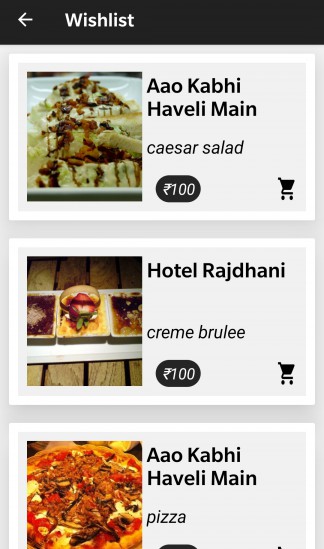 Wishlist
Aao Kabhi
Haveli Main
caesar salad
₹100
Hotel Rajdhani
creme brulee
₹100
Aao Kabhi
Haveli Main
pizza